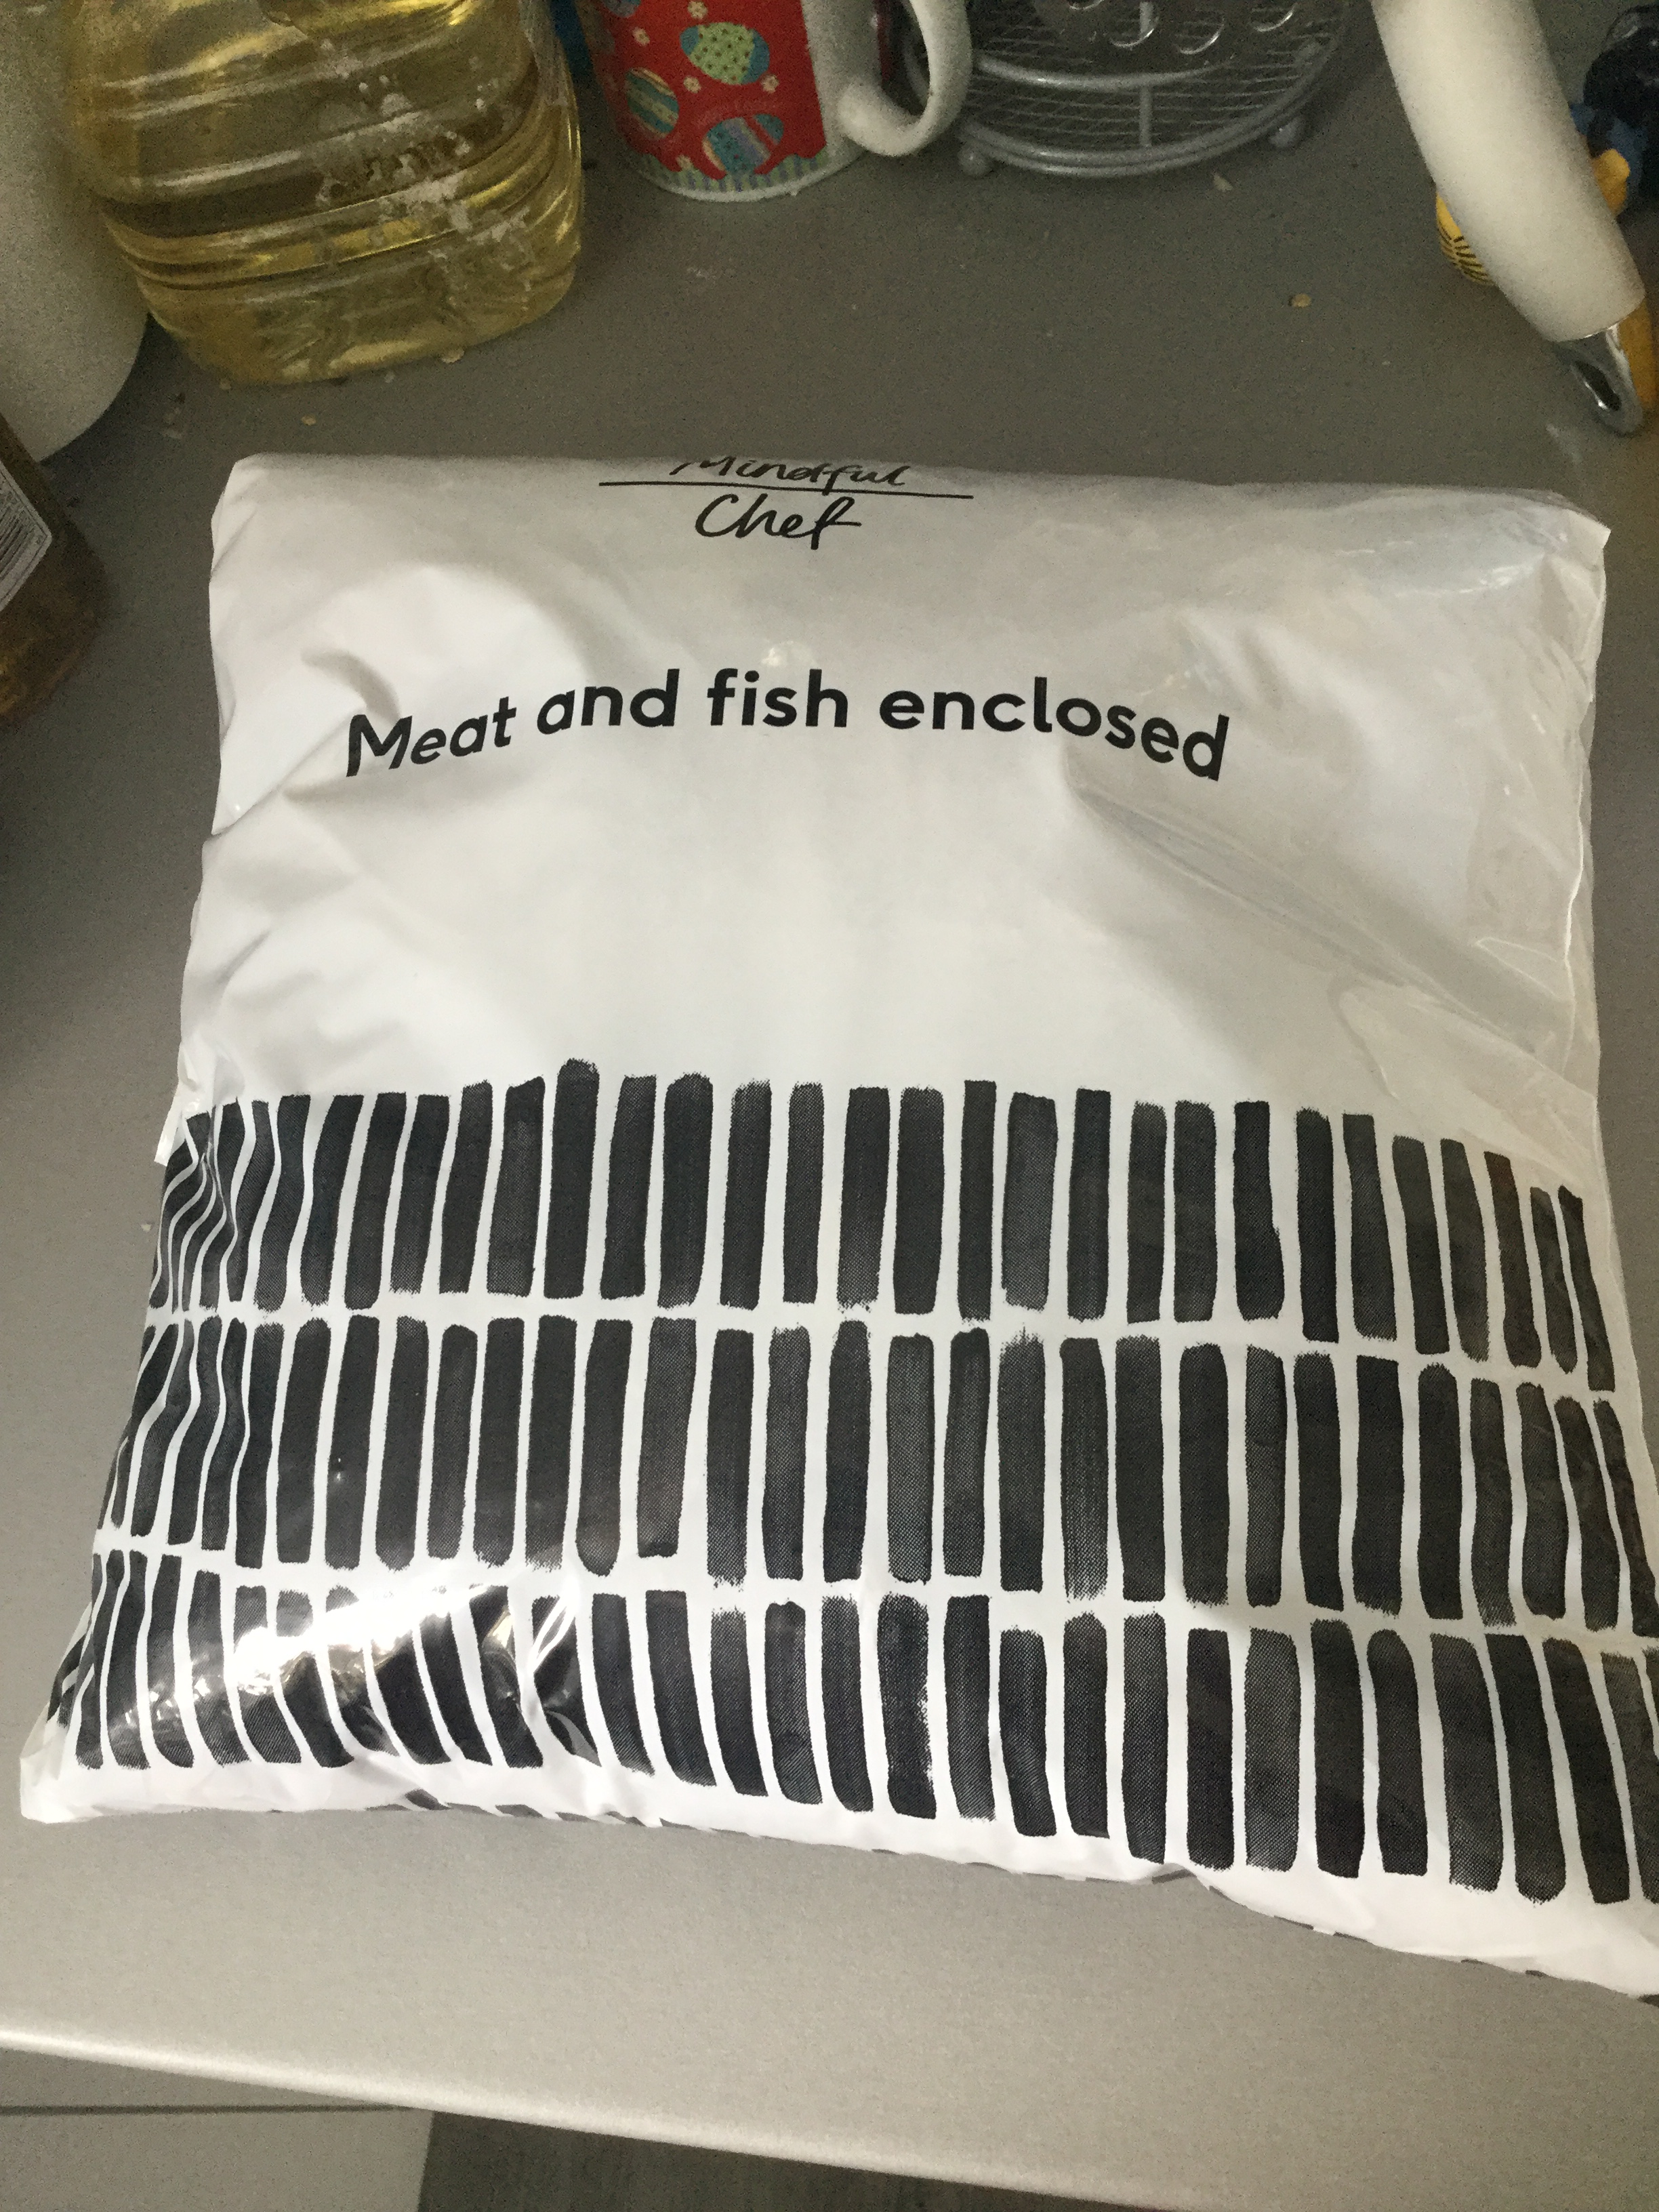 Mindful
Chef
Meat and fish enclosed